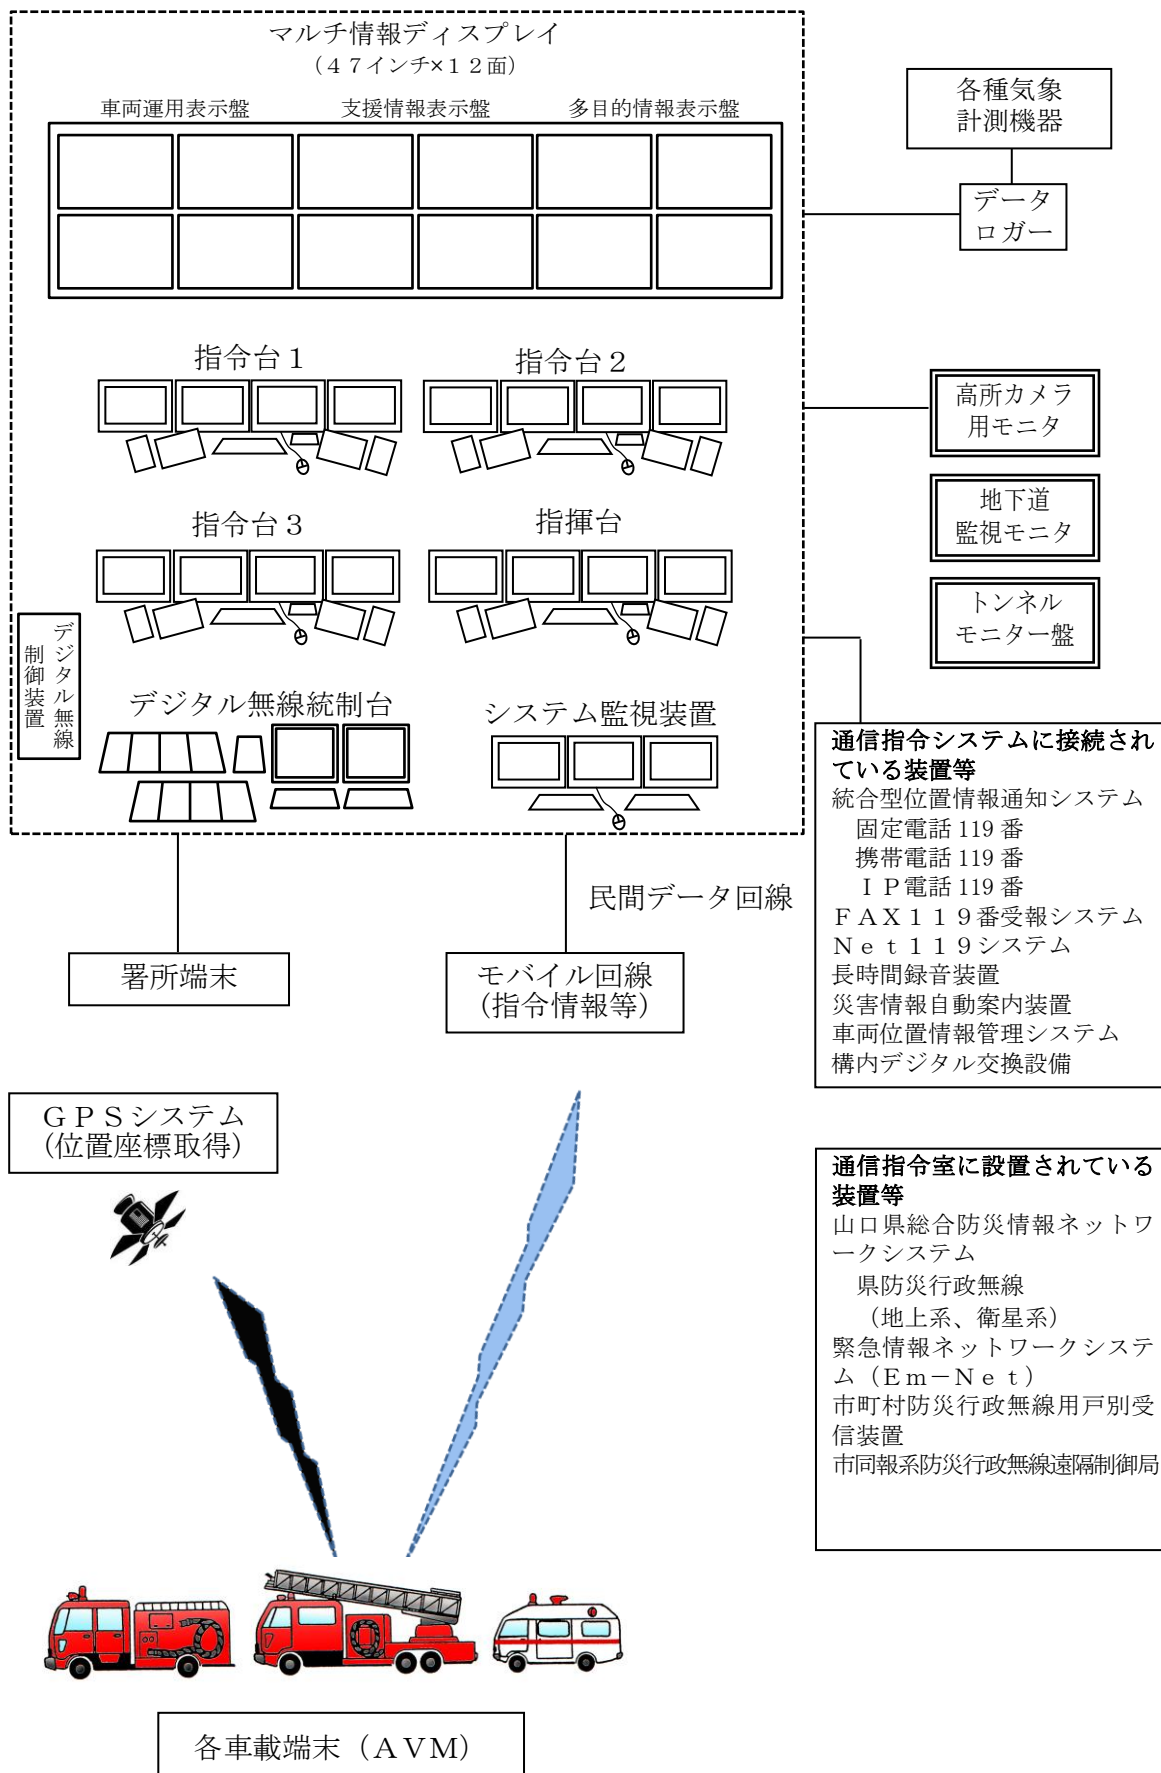 マルチ情報ディスプレイ
（４７インチ×１２面）
車両運用表示盤
支援情報表示盤
多目的情報表示盤
各種気象
計測機器
データ
ロガー
指令台１
指令台２
高所カメラ
用モニタ
地下道
監視モニタ
トンネル
モニター盤
指令台３
指揮台
デジタル無線
制御装置
デジタル無線統制台
システム監視装置
通信指令システムに接続され
ている装置等
統合型位置情報通知システム
固定電話 119 番
携帯電話 119 番
ＩＰ電話 119 番
ＦＡＸ１１９番受報システム
Ｎｅｔ１１９システム
長時間録音装置
災害情報自動案内装置
車両位置情報管理システム
構内デジタル交換設備
民間データ回線
署所端末
モバイル回線
（指令情報等）
ＧＰＳシステム
（位置座標取得）
通信指令室に設置されている
装置等
山口県総合防災情報ネットワ
ークシステム
県防災行政無線
（地上系、衛星系）
緊急情報ネットワークシステ
ム（Ｅｍ－Ｎｅｔ）
市町村防災行政無線用戸別受
信装置
市同報系防災行政無線遠隔制御局
各車載端末（ＡＶＭ）